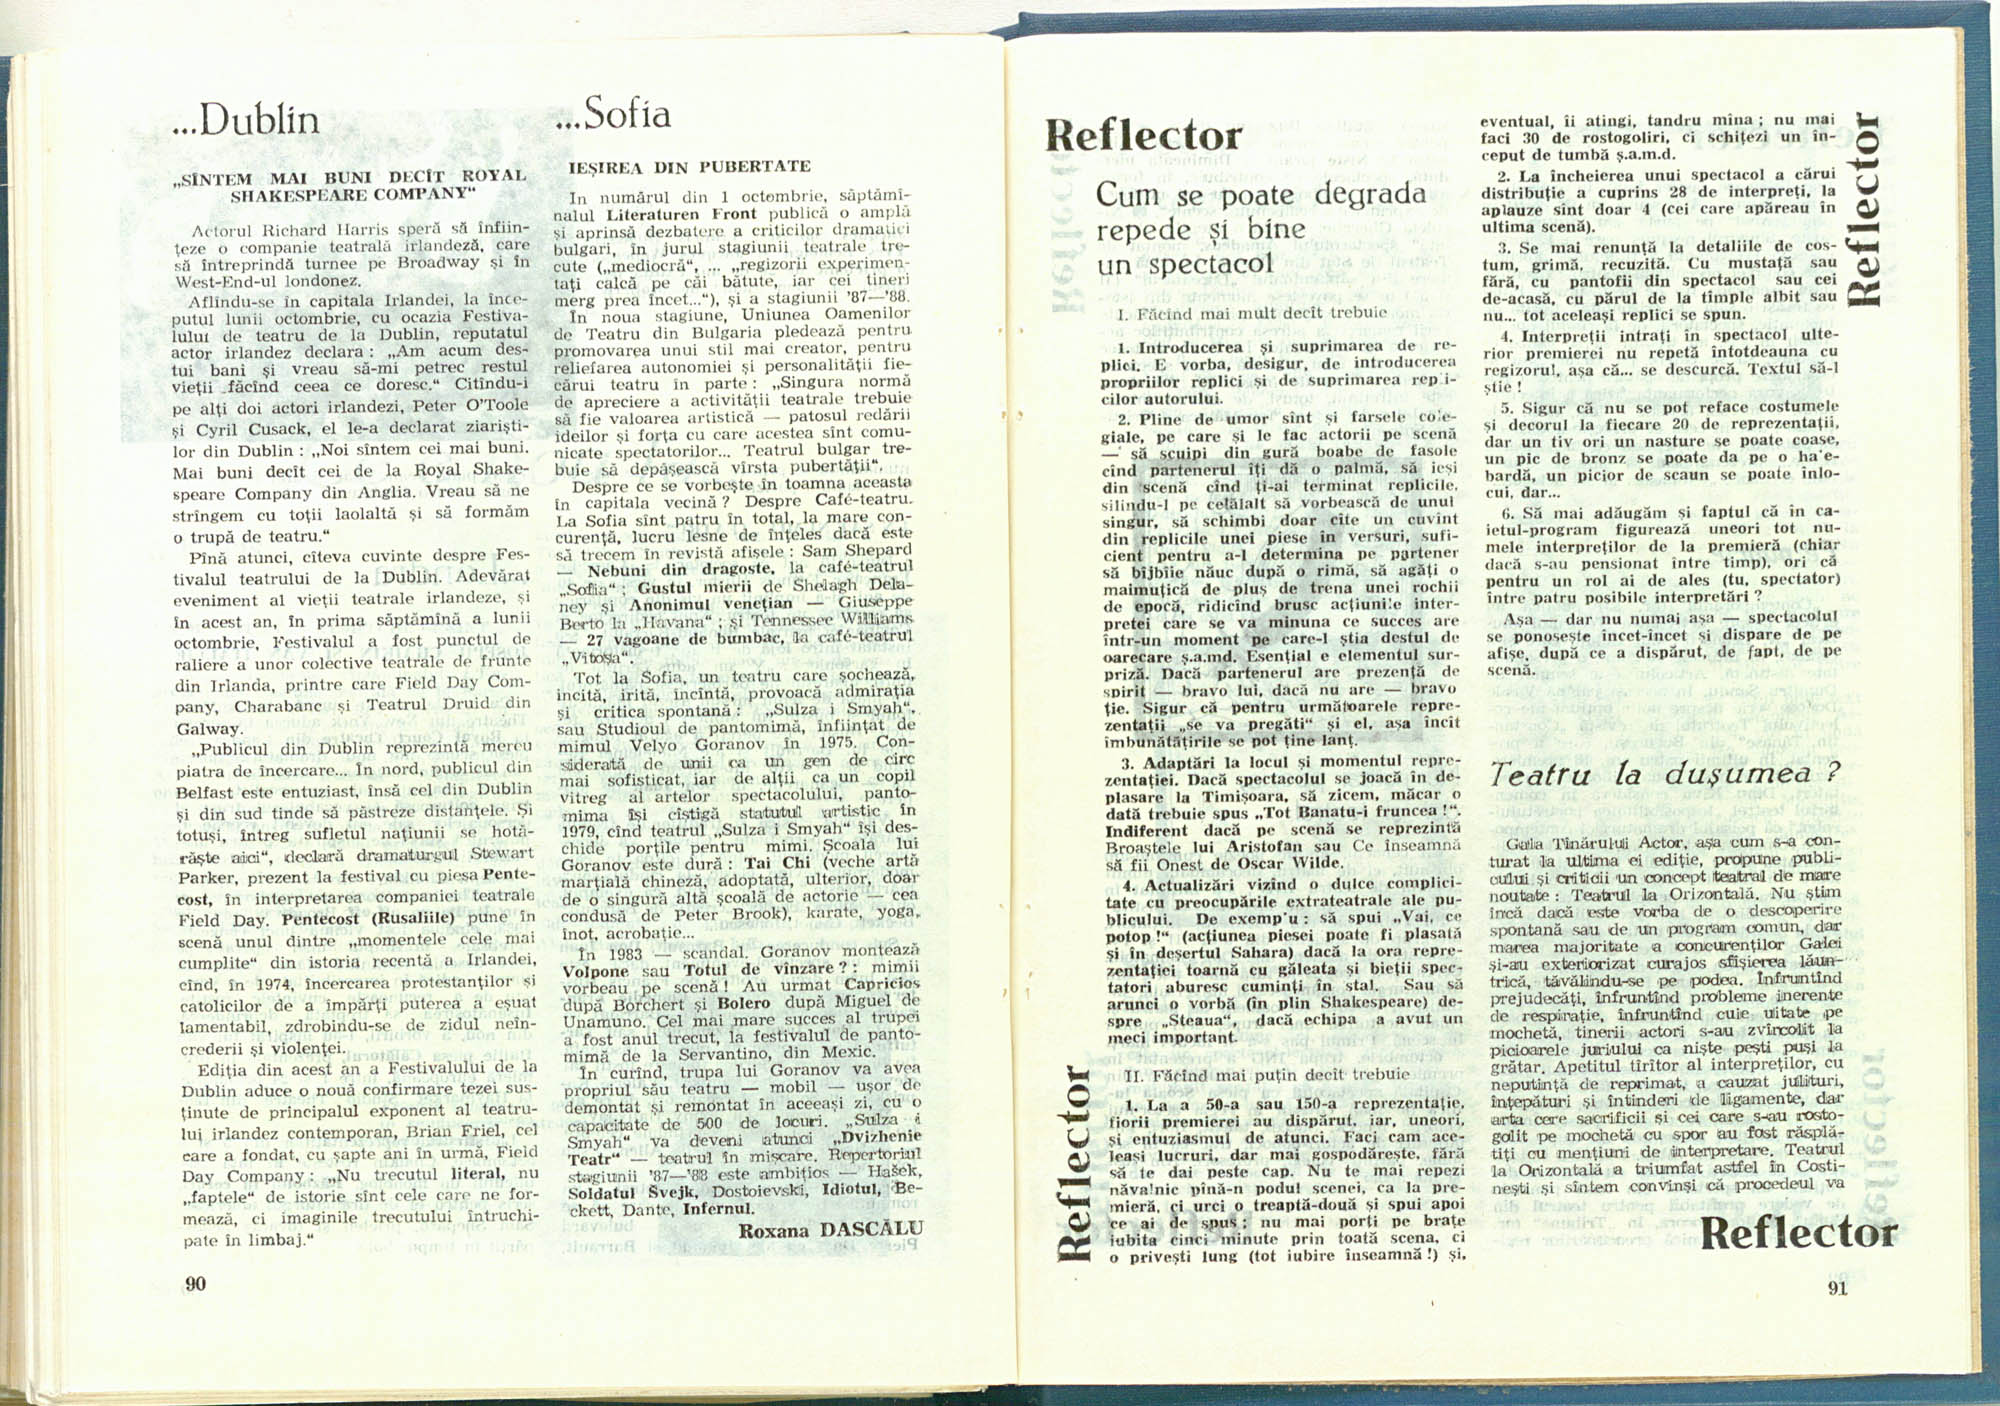 ...Dublin
„SÎNTEM MAI BUNI DECÎT ROYAL
SHAKESPEARE COMPANY“
Actorul Richard Harris speră să înfiin-
țeze o companie teatrală irlandeză, care
să întreprindă turnee pe Broadway și în
West-End-ul londonez.
Aflîndu-se în capitala Irlandei, la înce-
putul lunii octombrie, cu ocazia Festiva-
lului de teatru de la Dublin, reputatul
actor irlandez declara : „Am acum des-
tui bani și vreau să-mi petrec restul
vieții făcînd ceea ce doresc.“ Citîndu-i
pe alți doi actori irlandezi, Peter O'Toole
și Cyril Cusack, el le-a declarat ziariști-
lor din Dublin : „Noi sîntem cei mai buni.
Mai buni decît cei de la Royal Shake-
speare Company din Anglia. Vreau să ne
strîngem cu toții laolaltă și să formăm
o trupă de teatru.“
Pînă atunci, cîteva cuvinte despre Fes-
tivalul teatrului de la Dublin. Adevărat
eveniment al vieții teatrale irlandeze, și
în acest an, în prima săptămînă a lunii
octombrie, Festivalul a fost punctul de
raliere a unor colective teatrale de frunte
din Irlanda, printre care Field Day Com-
pany, Charabanc și Teatrul Druid din
Galway.
„Publicul din Dublin reprezintă mereu
piatra de încercare... În nord, publicul din
Belfast este entuziast, însă cel din Dublin
și din sud tinde să păstreze distanțele. Și
totuși, întreg sufletul națiunii se hotă-
răște aici“, declară dramaturgul Stewart
Parker, prezent la festival cu piesa Pente-
cost, în interpretarea companiei teatrale
Field Day. Pentecost (Rusaliile) pune în
scenă unul dintre „momentele cele mai
cumplite“ din istoria recentă a Irlandei,
cînd, în 1974, încercarea protestanților și
catolicilor de a împărți puterea a eșuat
lamentabil, zdrobindu-se de zidul neîn-
crederii și violenței.
Ediția din acest an a Festivalului de la
Dublin aduce o nouă confirmare tezei sus-
ținute de principalul exponent al teatru-
lui irlandez contemporan, Brian Friel, cel
care a fondat, cu șapte ani în urmă, Field
Day Company : „Nu trecutul literal, nu
„faptele“ de istorie sînt cele care ne for-
mează, ci imaginile trecutului întruchi-
pate în limbaj.“
90
...Sofia
IEȘIREA DIN PUBERTATE
In numărul din 1 octombrie, săptămî-
nalul Literaturen Front publică o amplă
și aprinsă dezbatere a criticilor dramatici
bulgari, în jurul stagiunii teatrale tre-
cute („mediocră“, ... „regizorii experimen-
tați calcă pe căi bătute, iar cei tineri
merg prea încet...“), și a stagiunii '87—'88.
În noua stagiune, Uniunea Oamenilor
de Teatru din Bulgaria pledează pentru
promovarea unui stil mai creator, pentru
reliefarea autonomiei și personalității fie-
cărui teatru în parte : „Singura normă
de apreciere a activității teatrale trebuie
să fie valoarea artistică — patosul redării
ideilor și forța cu care acestea sînt comu-
nicate spectatorilor... Teatrul bulgar tre-
buie să depășească vîrsta pubertății“.
Despre ce se vorbește în toamna aceasta
în capitala vecină ? Despre Café-teatru.
La Sofia sînt patru în total, la mare con-
curență, lucru lesne de înțeles dacă este
să trecem în revistă afișele : Sam Shepard
— Nebuni din dragoste, la café-teatrul
„Sofia“ ; Gustul mierii de Shelagh Dela-
ney și Anonimul venețian — Giuseppe
Berto la „Havana“ ; și Tennessee Williams
— 27 vagoane de bumbac, la café-teatrul
„Vitoșa“.
Tot la Sofia, un teatru care șochează,
incită, irită, încîntă, provoacă admirația
și critica spontană : „Sulza i Smyah“,
sau Studioul de pantomimă, înființat de
mimul Velyo Goranov în 1975. Con-
siderată de unii ca un gen de circ
mai sofisticat, iar de alții ca un copil
vitreg al artelor spectacolului, panto-
mima își cîștigă statutul artistic în
1979, cînd teatrul „Sulza i Smyah“ își des-
chide porțile pentru mimi. Școala lui
Goranov este dură : Tai Chi (veche artă
marțială chineză, adoptată, ulterior, doar
de o singură altă școală de actorie — cea
condusă de Peter Brook), karate, yoga,
înot, acrobație...
În 1983 — scandal. Goranov montează
Volpone sau Totul de vînzare ? : mimii
vorbeau pe scenă ! Au urmat Capricios
după Borchert și Bolero după Miguel de
Unamuno. Cel mai mare succes al trupei
a fost anul trecut, la festivalul de panto-
mimă de la Servantino, din Mexic.
În curînd, trupa lui Goranov va avea
propriul său teatru — mobil — ușor de
demontat și remontat în aceeași zi, cu o
capacitate de 500 de locuri. „Sulza i
Smyah“ va deveni atunci „Dvizhenie
Teatr“ — teatrul în mișcare. Repertoriul
stagiunii '87—'88 este ambițios — Hašek,
Soldatul Švejk, Dostoievski, Idiotul, Be-
ckett, Dante, Infernul.
Roxana DASCĂLU
Reflector
Cum se poate degrada
repede și bine
un spectacol
I. Făcînd mai mult decît trebuie
1. Introducerea și suprimarea de re-
plici. E vorba, desigur, de introducerea
propriilor replici și de suprimarea repli-
cilor autorului.
2. Pline de umor sînt și farsele cole-
giale, pe care și le fac actorii pe scenă
— să scuipi din gură boabe de fasole
cînd partenerul îți dă o palmă, să ieși
din scenă cînd ți-ai terminat replicile,
silindu-l pe celălalt să vorbească de unul
singur, să schimbi doar cîte un cuvînt
din replicile unei piese în versuri, sufi-
cient pentru a-l determina pe partener
să bîjbîie năuc după o rimă, să agăți o
maimuțică de pluș de trena unei rochii
de epocă, ridicînd brusc acțiunile inter-
pretei care se va minuna ce succes are
într-un moment pe care-l știa destul de
oarecare ș.a.md. Esențial e elementul sur-
priză. Dacă partenerul are prezență de
spirit — bravo lui, dacă nu are — bravo
ție. Sigur că pentru următoarele repre-
zentații „se va pregăti“ și el, așa încît
îmbunătățirile se pot ține lanț.
3. Adaptări la locul și momentul repre-
zentației. Dacă spectacolul se joacă în de-
plasare la Timișoara, să zicem, măcar o
dată trebuie spus „Tot Banatu-i fruncea !“.
Indiferent dacă pe scenă se reprezintă
Broaștele lui Aristofan sau Ce înseamnă
să fii Onest de Oscar Wilde.
4. Actualizări vizînd o dulce complici-
tate cu preocupările extrateatrale ale pu-
blicului. De exemplu : să spui „Vai, ce
potop !“ (acțiunea piesei poate fi plasată
și în deșertul Sahara) dacă la ora repre-
zentației toarnă cu găleata și bieții spec-
tatori aburesc cuminți în stal. Sau să
arunci o vorbă (în plin Shakespeare) de-
spre „Steaua“, dacă echipa a avut un
meci important.
II. Făcînd mai puțin decît trebuie
1. La a 50-a sau 150-a reprezentație,
fiorii premierei au dispărut, iar, uneori,
și entuziasmul de atunci. Faci cam ace-
leași lucruri, dar mai gospodărește, fără
să te dai peste cap. Nu te mai repezi
năvalnic pînă-n podul scenei, ca la pre-
mieră, ci urci o treaptă-două și spui apoi
ce ai de spus ; nu mai porți pe brațe
iubita cinci minute prin toată scena, ci
o privești lung (tot iubire înseamnă !) și,
Reflector
eventual, îi atingi, tandru mîna ; nu mai
faci 30 de rostogoliri, ci schițezi un în-
ceput de tumbă ș.a.m.d.
2. La încheierea unui spectacol a cărui
distribuție a cuprins 28 de interpreți, la
aplauze sînt doar 4 (cei care apăreau în
ultima scenă).
3. Se mai renunță la detaliile de cos-
tum, grimă, recuzită. Cu mustață sau
fără, cu pantofii din spectacol sau cei
de-acasă, cu părul de la tîmple albit sau
nu... tot aceleași replici se spun.
4. Interpreții intrați în spectacol ulte-
rior premierei nu repetă întotdeauna cu
regizorul, așa că... se descurcă. Textul să-l
știe !
5. Sigur că nu se pot reface costumele
și decorul la fiecare 20 de reprezentații,
dar un tiv ori un nasture se poate coase,
un pic de bronz se poate da pe o hale-
bardă, un picior de scaun se poate înlo-
cui, dar...
6. Să mai adăugăm și faptul că în ca-
ietul-program figurează uneori tot nu-
mele interpreților de la premieră (chiar
dacă s-au pensionat între timp), ori că
pentru un rol ai de ales (tu, spectator)
între patru posibile interpretări ?
Așa — dar nu numai așa — spectacolul
se ponosește încet-încet și dispare de pe
afișe, după ce a dispărut, de fapt, de pe
scenă.
Reflector
Teatru la dușumea ?
Gala Tînărului Actor, așa cum s-a con-
turat la ultima ei ediție, propune publi-
cului și criticii un concept teatral de mare
noutate : Teatrul la Orizontală. Nu știm
încă dacă este vorba de o descoperire
spontană sau de un program comun, dar
marea majoritate a concurenților Galei
și-au exteriorizat curajos sfîșierea lăun-
trică, tăvălindu-se pe podea. Înfruntînd
prejudecăți, înfruntînd probleme inerente
de respirație, înfruntînd cuie uitate pe
mochetă, tinerii actori s-au zvîrcolit la
picioarele juriului ca niște pești puși la
grătar. Apetitul tîrîtor al interpreților, cu
neputință de reprimat, a cauzat julituri,
înțepături și întinderi de ligamente, dar
arta cere sacrificii și cei care s-au rosto-
golit pe mochetă cu spor au fost răsplă-
tiți cu mențiuni de interpretare. Teatrul
la Orizontală a triumfat astfel în Costi-
nești și sîntem convinși că procedeul va
Reflector
91